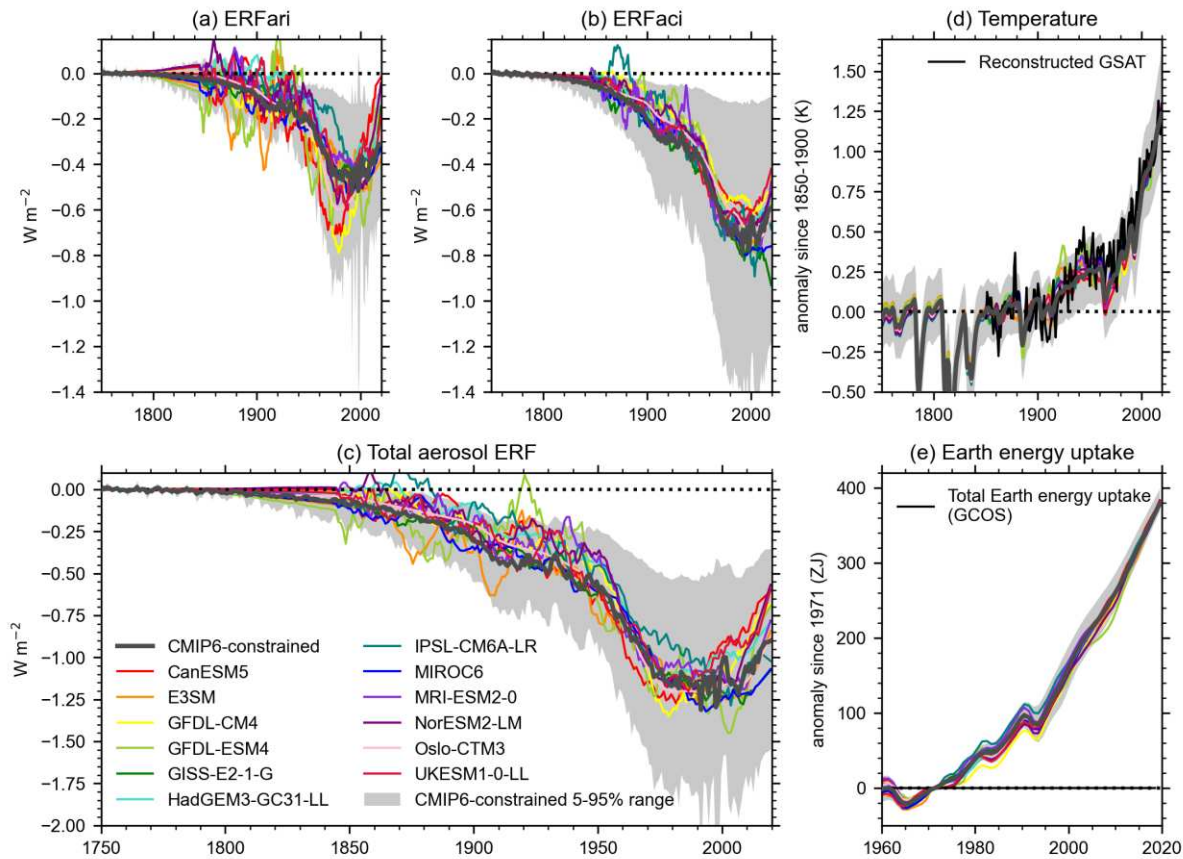 (a) ERFari
(b) ERFaci
(d) Temperature
0.0
−0.2
−0.4
−0.6
−0.8
−1.0
−1.2
−1.4
W m−2
1800
1900
2000
0.0
−0.2
−0.4
−0.6
−0.8
−1.0
−1.2
−1.4
W m−2
1800
1900
2000
Reconstructed GSAT
1.50
1.25
1.00
0.75
0.50
0.25
0.00
−0.25
−0.50
anomaly since 1850-1900 (K)
1800
1900
2000
(c) Total aerosol ERF
0.00
−0.25
−0.50
−0.75
−1.00
−1.25
−1.50
−1.75
−2.00
W m−2
CMIP6-constrained
CanESM5
E3SM
GFDL-CM4
GFDL-ESM4
GISS-E2-1-G
HadGEM3-GC31-LL
IPSL-CM6A-LR
MIROC6
MRI-ESM2-0
NorESM2-LM
Oslo-CTM3
UKESM1-0-LL
CMIP6-constrained 5-95% range
1750
1800
1850
1900
1950
2000
(e) Earth energy uptake
Total Earth energy uptake
(GCOS)
400
300
200
100
0
anomaly since 1971 (ZJ)
1960
1980
2000
2020